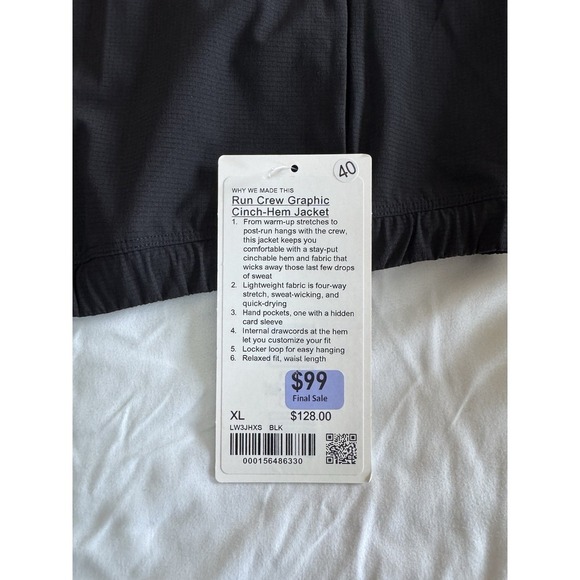 40
WHY WE MADE THIS
Run Crew Graphic
Cinch-Hem Jacket
1. From warm-up stretches to
post-run hangs with the crew,
this jacket keeps you
comfortable with a stay-put
cinchable hem and fabric that
wicks away those last few drops
of sweat
2. Lightweight fabric is four-way
stretch, sweat-wicking, and
quick-drying
3. Hand pockets, one with a hidden
card sleeve
4. Internal drawcords at the hem
let you customize your fit
5. Locker loop for easy hanging
6. Relaxed fit, waist length
$99
Final Sale
XL $128.00
LW3JHXS BLK
000156486330